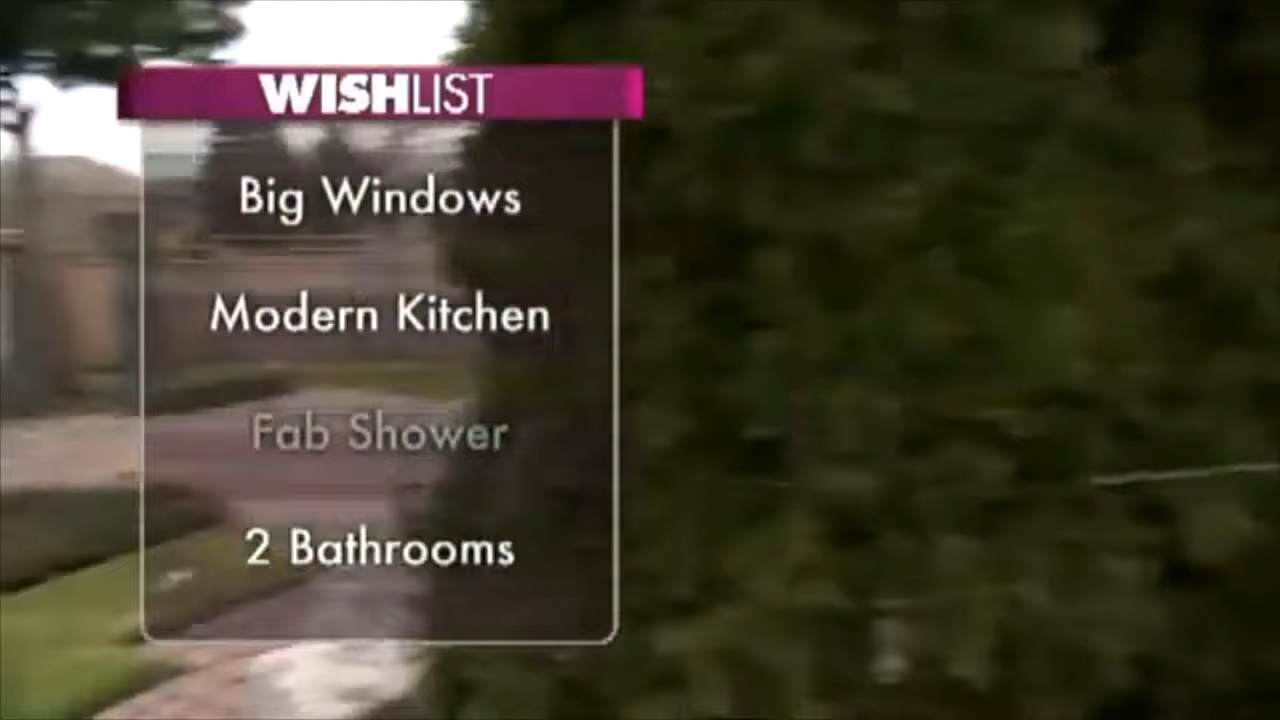 WISHLIST
Big Windows
Modern Kitchen
Fab Shower
2 Bathrooms